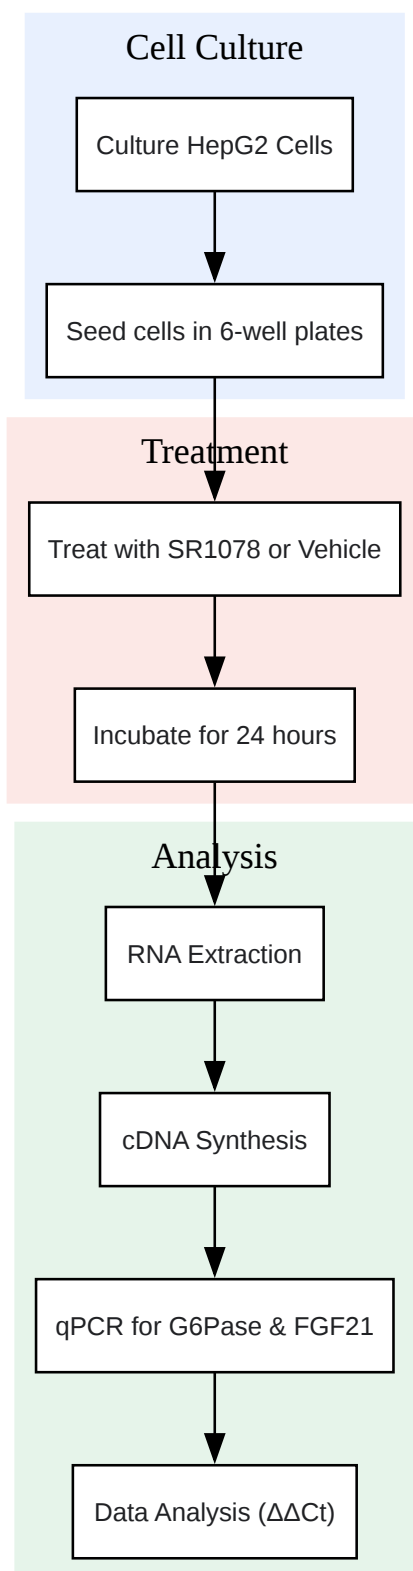 Cell Culture
Culture HepG2 Cells
Seed cells in 6-well plates
Treatment
Treat with SR1078 or Vehicle
Incubate for 24 hours
Analysis
RNA Extraction
cDNA Synthesis
qPCR for G6Pase & FGF21
Data Analysis (ΔΔCt)